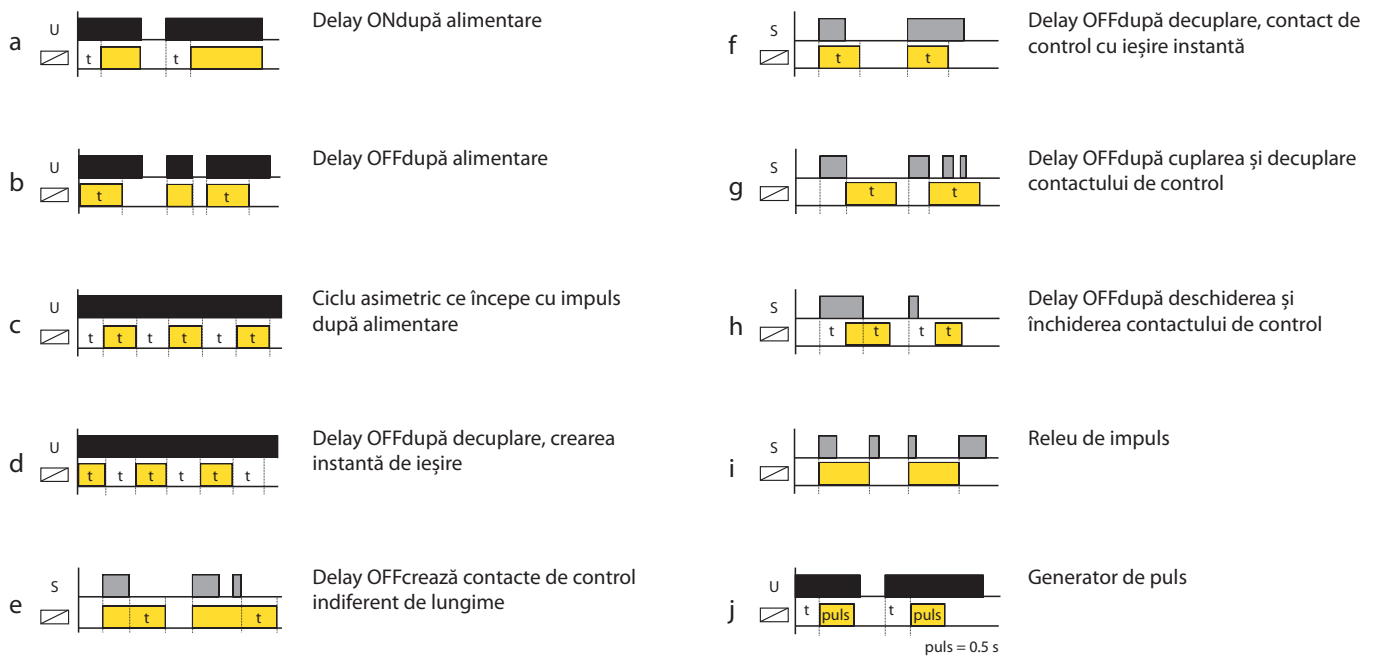 a
U
t
t
Delay ONdupă alimentare
b
U
t
t
Delay OFFdupă alimentare
c
U
t t t t t t
Ciclu asimetric ce începe cu impuls
după alimentare
d
U
t t t t t t
Delay OFFdupă decuplare, crearea
instantă de ieșire
e
S
t
t
Delay OFFcrează contacte de control
indiferent de lungime
f
S
t
t
Delay OFFdupă decuplare, contact de
control cu ieșire instantă
g
S
t
t
Delay OFFdupă cuplarea și decuplare
contactului de control
h
S
t t t t
Delay OFFdupă deschiderea și
închiderea contactului de control
i
S
Releu de impuls
j
U
t puls t puls
puls = 0.5 s
Generator de puls